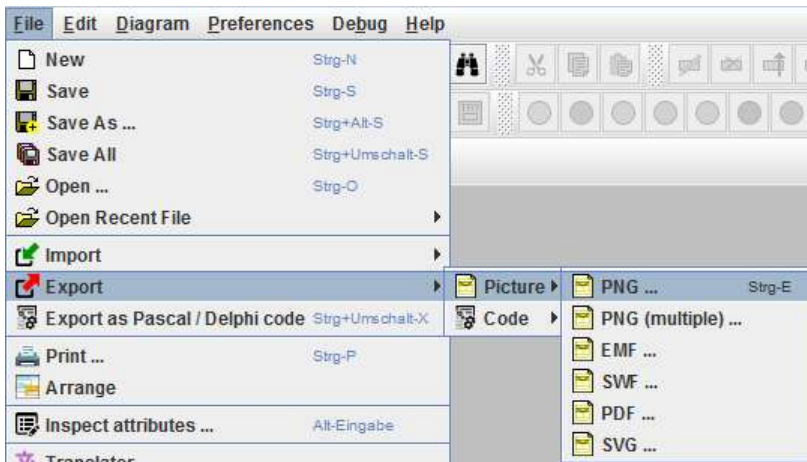 File Edit Diagram Preferences Debug Help
New Strg-N
Save Strg-S
Save As ... Strg+Alt-S
Save All Strg+Umschalt-S
Open ... Strg-O
Open Recent File
Import
Export Picture PNG ... Strg-E
Export as Pascal / Delphi code Strg+Umschalt-X Code PNG (multiple) ...
Print ... Strg-P EMF ...
Arrange SWF ...
Inspect attributes ... Alt-Eingabe PDF ...
Translator SVG ...